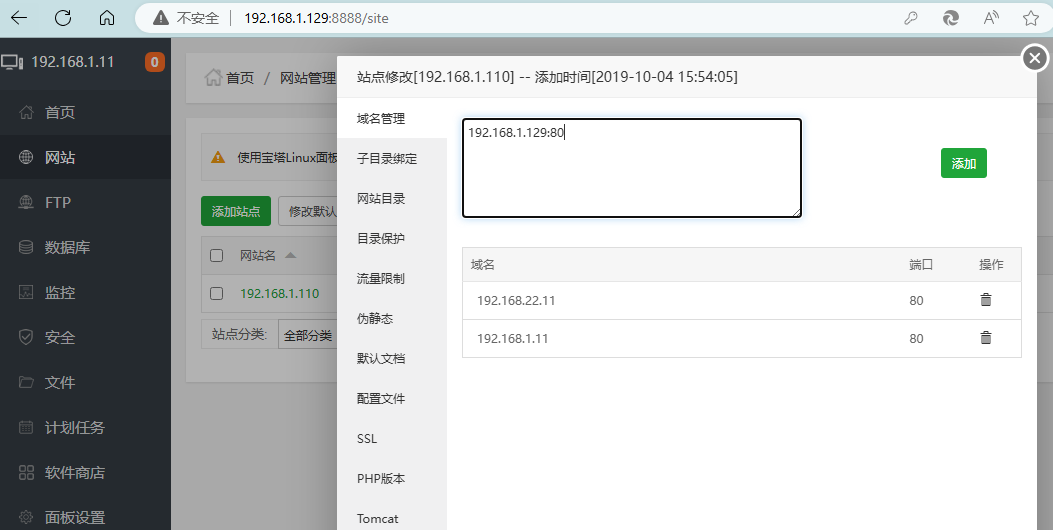 不安全 192.168.1.129:8888/site
192.168.1.11 0
首页
网站
FTP
数据库
监控
安全
文件
计划任务
软件商店
面板设置
首页 / 网站管理
使用宝塔Linux面板
添加站点 修改默认
网站名
192.168.1.110
站点分类: 全部分类
站点修改[192.168.1.110] -- 添加时间[2019-10-04 15:54:05]
域名管理
子目录绑定
网站目录
目录保护
流量限制
伪静态
默认文档
配置文件
SSL
PHP版本
Tomcat
192.168.1.129:80
添加
域名 端口 操作
192.168.22.11 80
192.168.1.11 80